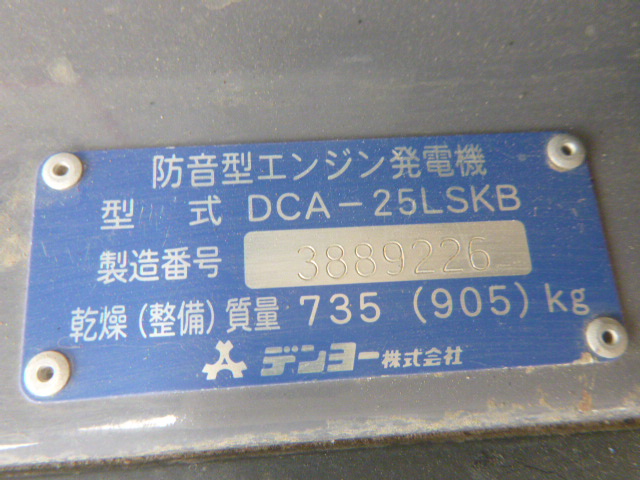 防音型エンジン発電機
型式 DCA-25LSKB
製造番号 3889226
乾燥(整備)質量 735 (905) kg
デンヨー株式会社